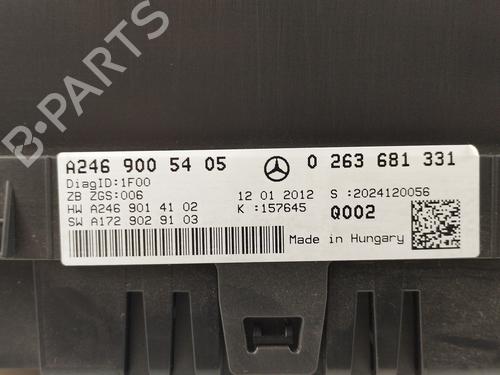 A246 900 54 05 0 263 681 331
DiagID:1F00
ZB ZGS:006 12 01 2012 S :2024120056
HW A246 901 41 02 K :157645 Q002
SW A172 902 91 03
Made in Hungary
B-PARTS